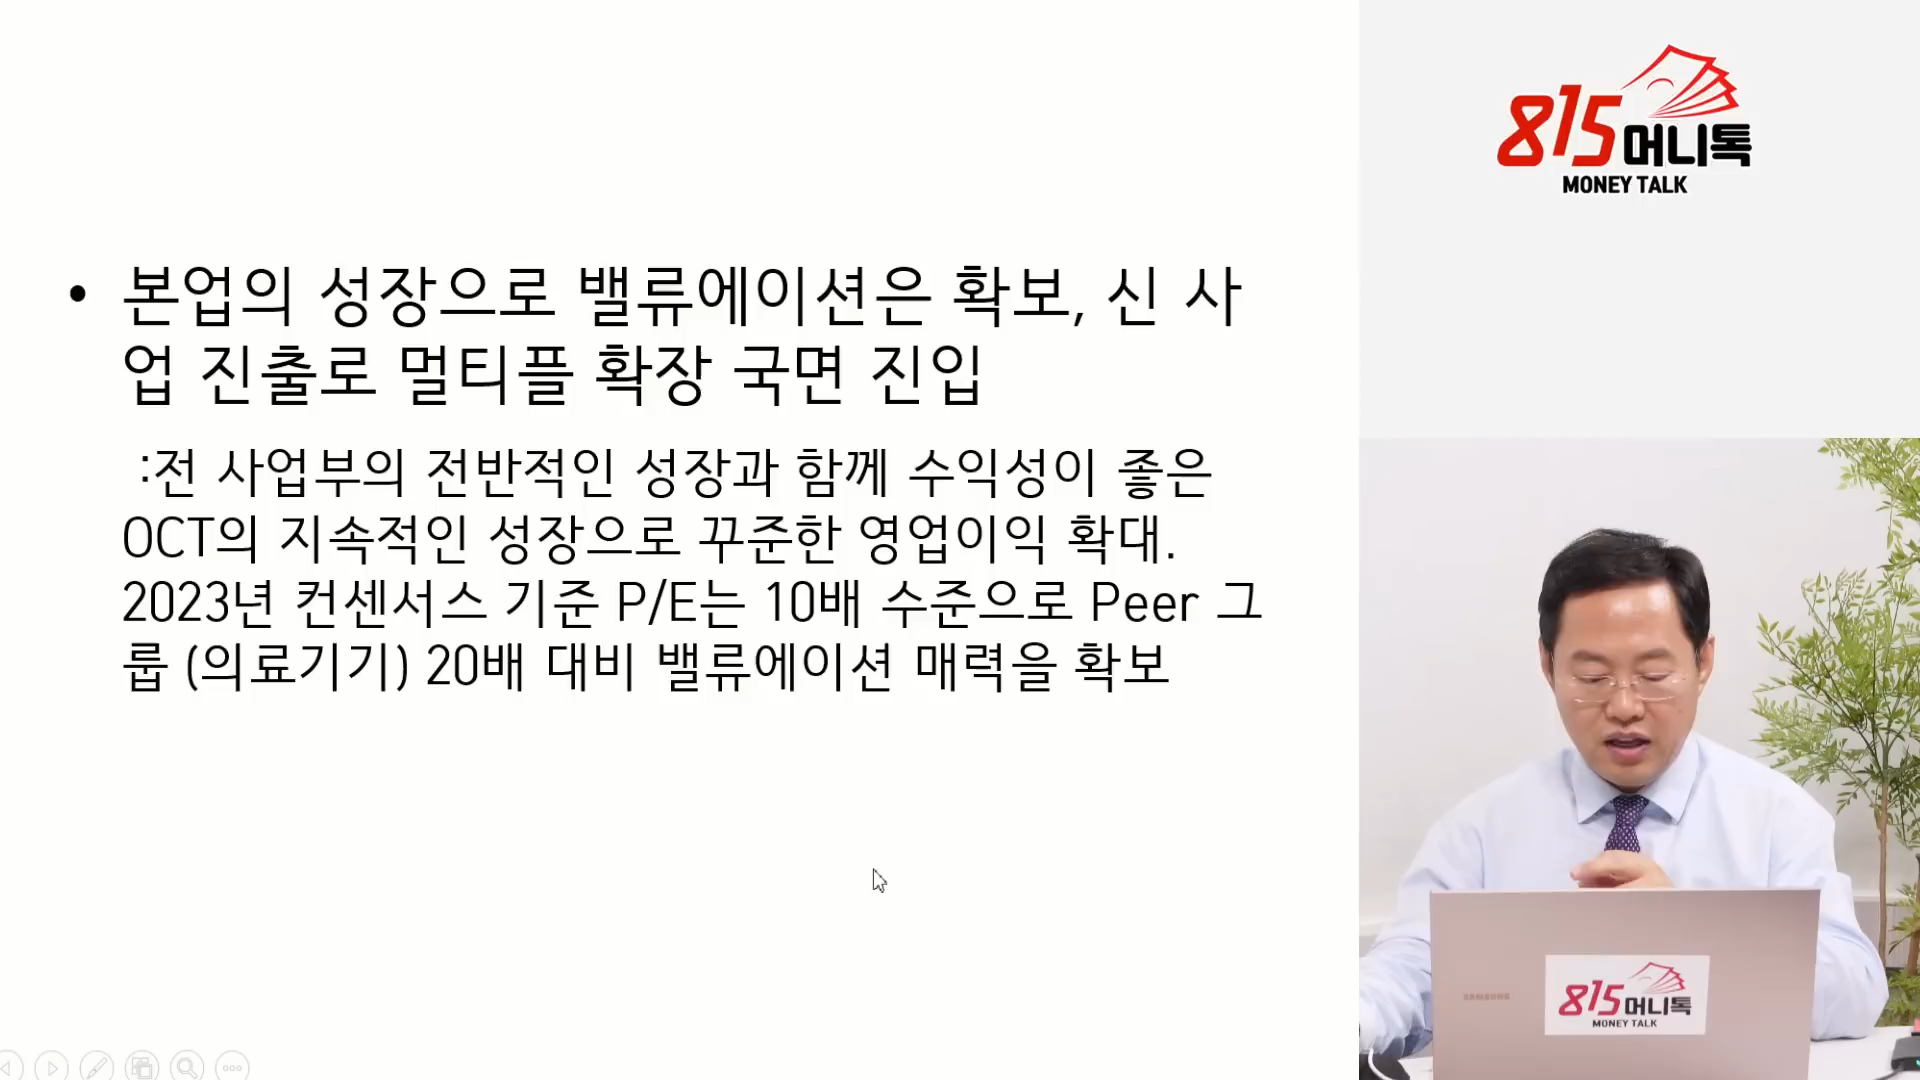 • 본업의 성장으로 밸류에이션은 확보, 신 사
업 진출로 멀티플 확장 국면 진입
:전 사업부의 전반적인 성장과 함께 수익성이 좋은
OCT의 지속적인 성장으로 꾸준한 영업이익 확대.
2023년 컨센서스 기준 P/E는 10배 수준으로 Peer 그
룹 (의료기기) 20배 대비 밸류에이션 매력을 확보
815머니톡
MONEY TALK
SAMSUNG
815머니톡
MONEY TALK